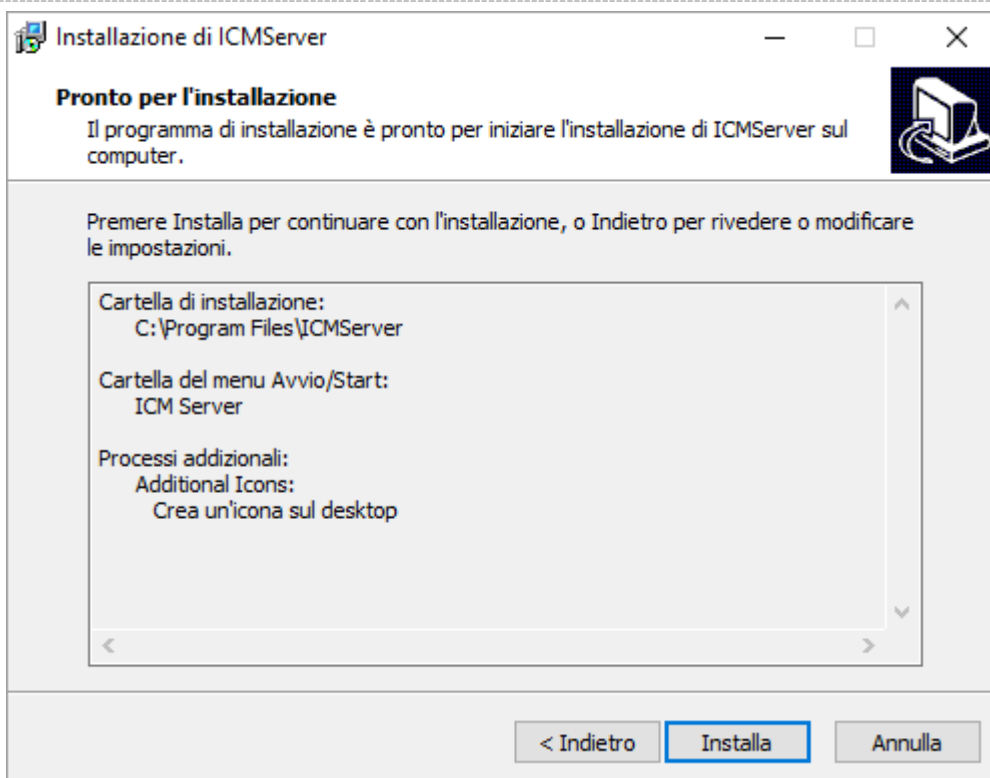 Installazione di ICMServer
Pronto per l'installazione
Il programma di installazione è pronto per iniziare l'installazione di ICMServer sul
computer.
Premere Installa per continuare con l'installazione, o Indietro per rivedere o modificare
le impostazioni.
Cartella di installazione:
C:\Program Files\ICMServer
Cartella del menu Avvio/Start:
ICM Server
Processi addizionali:
Additional Icons:
Crea un'icona sul desktop
< Indietro
Installa
Annulla